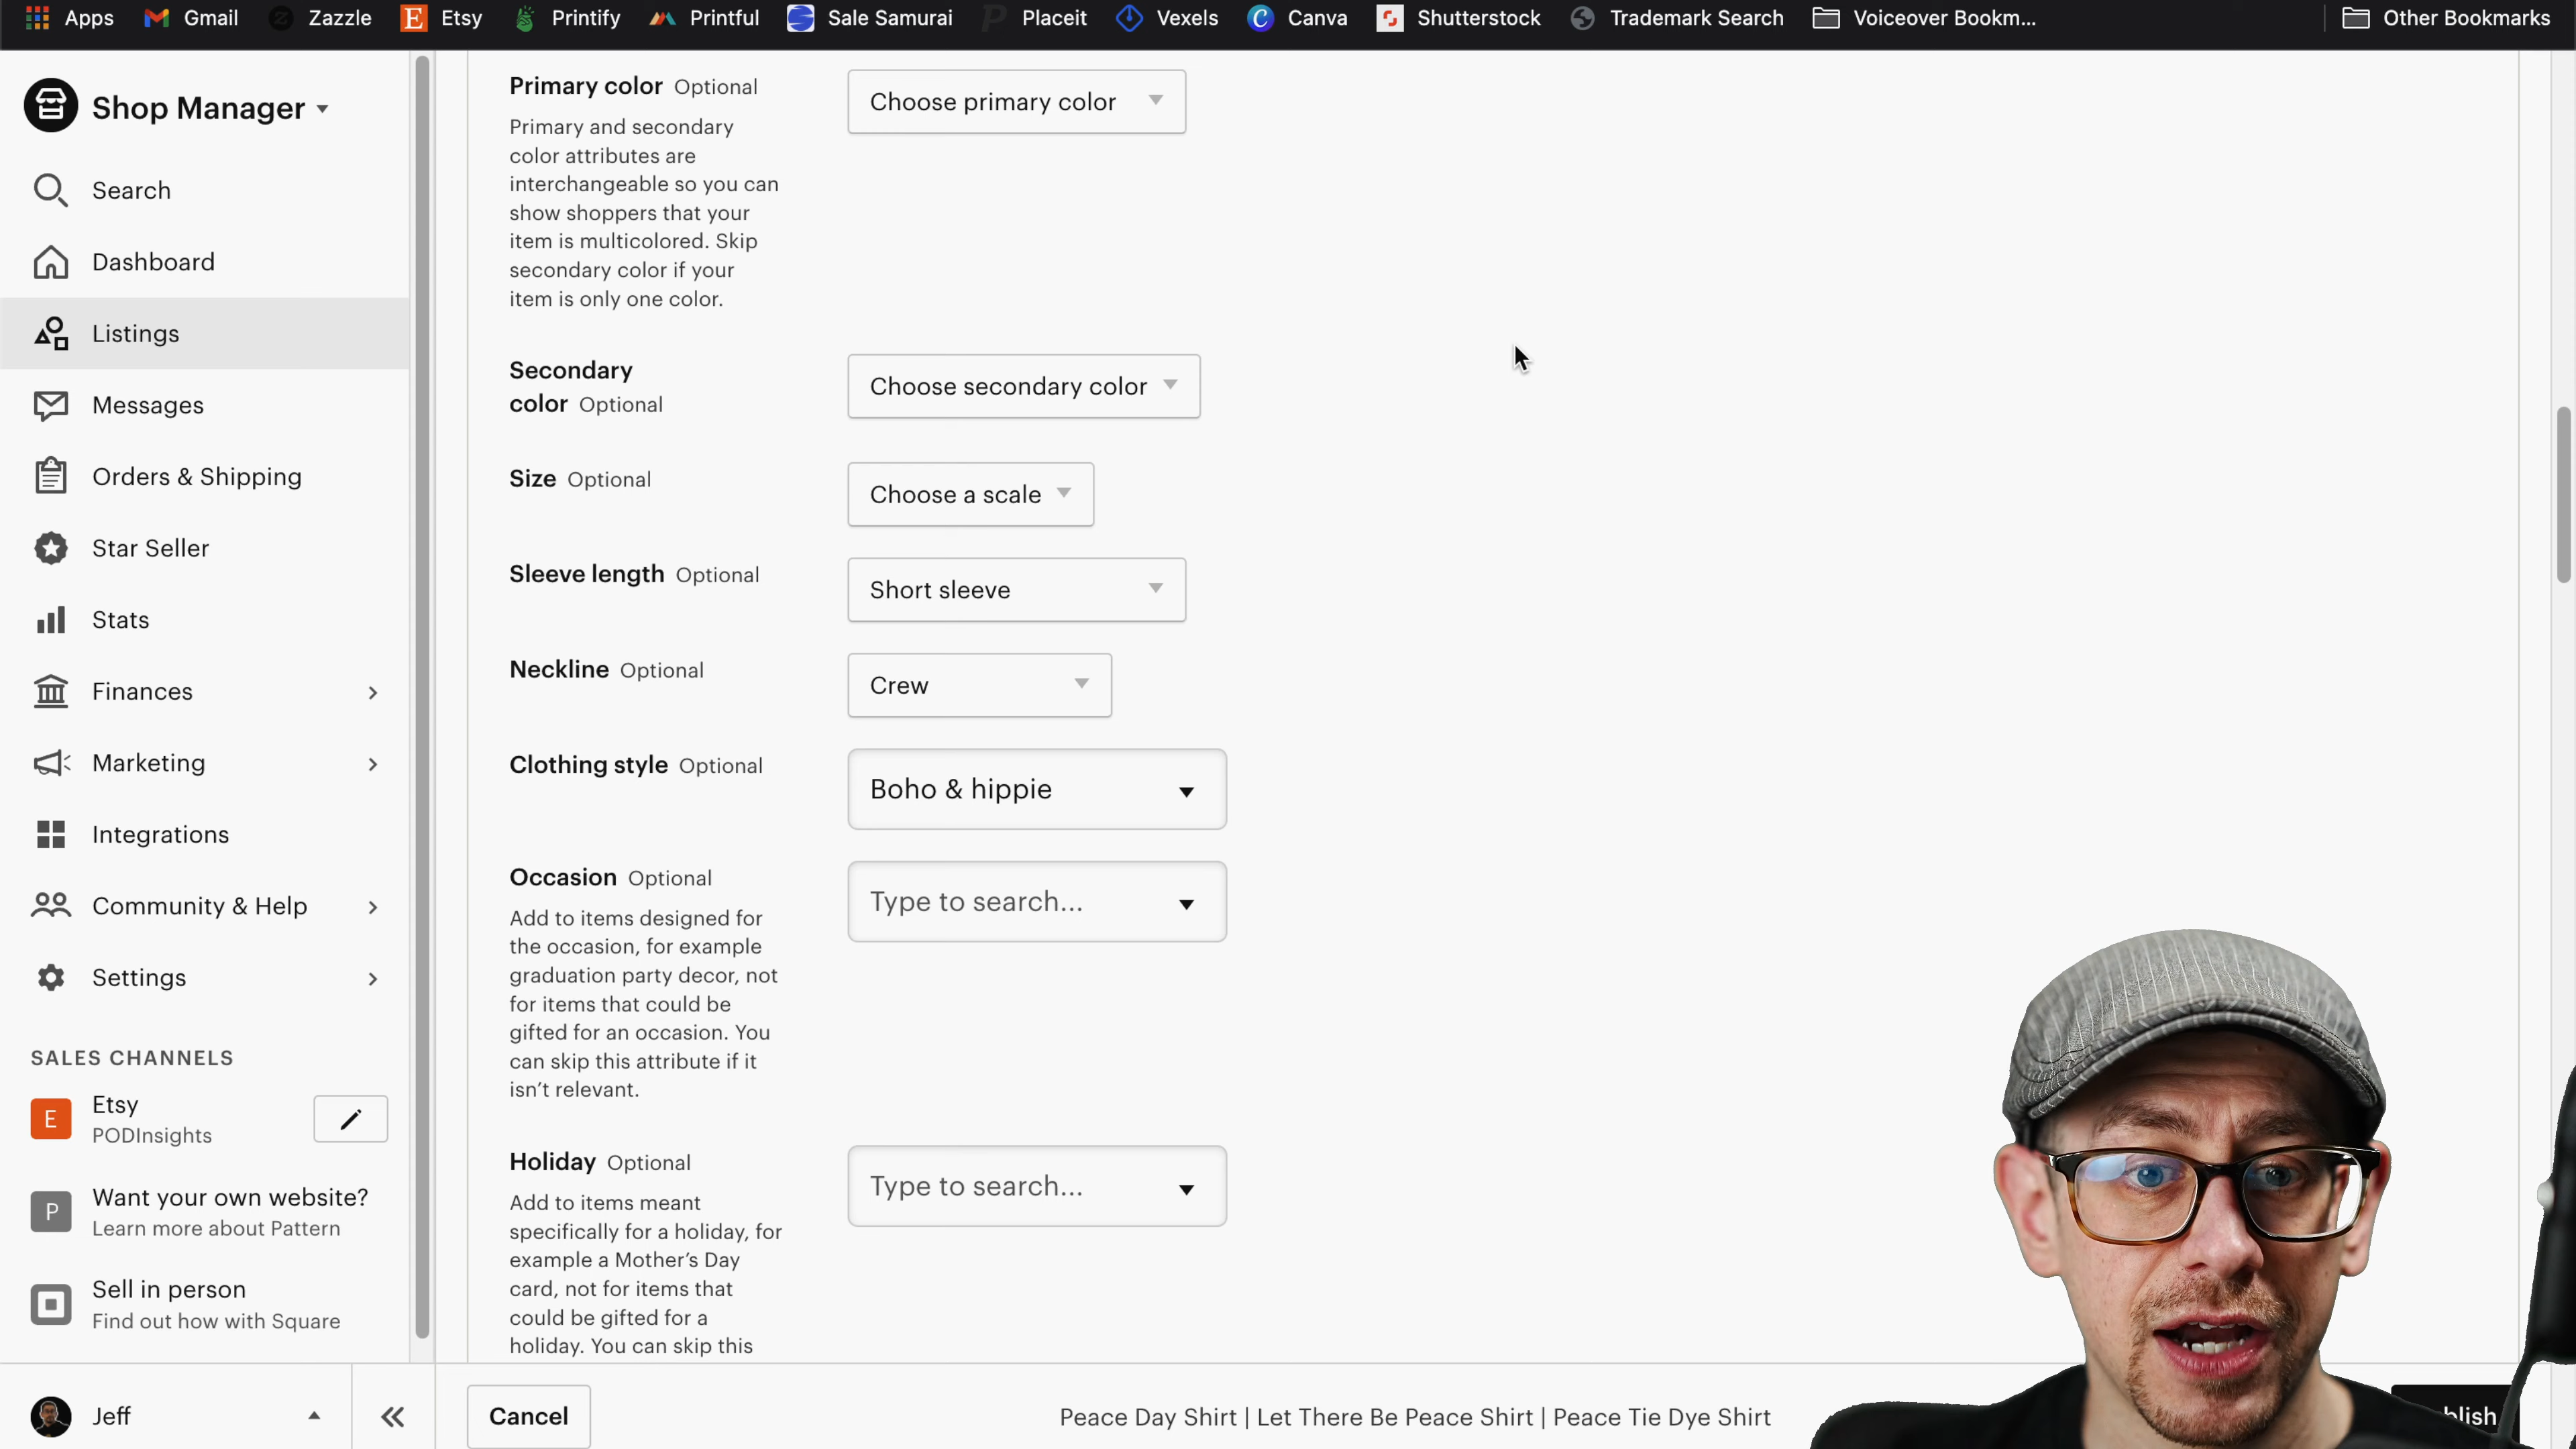 Apps Gmail Zazzle Etsy Printify Printful Sale Samurai Placeit Vexels Canva Shutterstock Trademark Search Voiceover Bookm... Other Bookmarks
Shop Manager
Search
Dashboard
Listings
Messages
Orders & Shipping
Star Seller
Stats
Finances
Marketing
Integrations
Community & Help
Settings
SALES CHANNELS
E
Etsy
PODInsights
P
Want your own website?
Learn more about Pattern
Sell in person
Find out how with Square
Jeff
Primary color Optional
Choose primary color
Primary and secondary
color attributes are
interchangeable so you can
show shoppers that your
item is multicolored. Skip
secondary color if your
item is only one color.
Secondary
color Optional
Choose secondary color
Size Optional
Choose a scale
Sleeve length Optional
Short sleeve
Neckline Optional
Crew
Clothing style Optional
Boho & hippie
Occasion Optional
Type to search...
Add to items designed for
the occasion, for example
graduation party decor, not
for items that could be
gifted for an occasion. You
can skip this attribute if it
isn't relevant.
Holiday Optional
Type to search...
Add to items meant
specifically for a holiday, for
example a Mother's Day
card, not for items that
could be gifted for a
holiday. You can skip this
Cancel
Peace Day Shirt | Let There Be Peace Shirt | Peace Tie Dye Shirt
blish